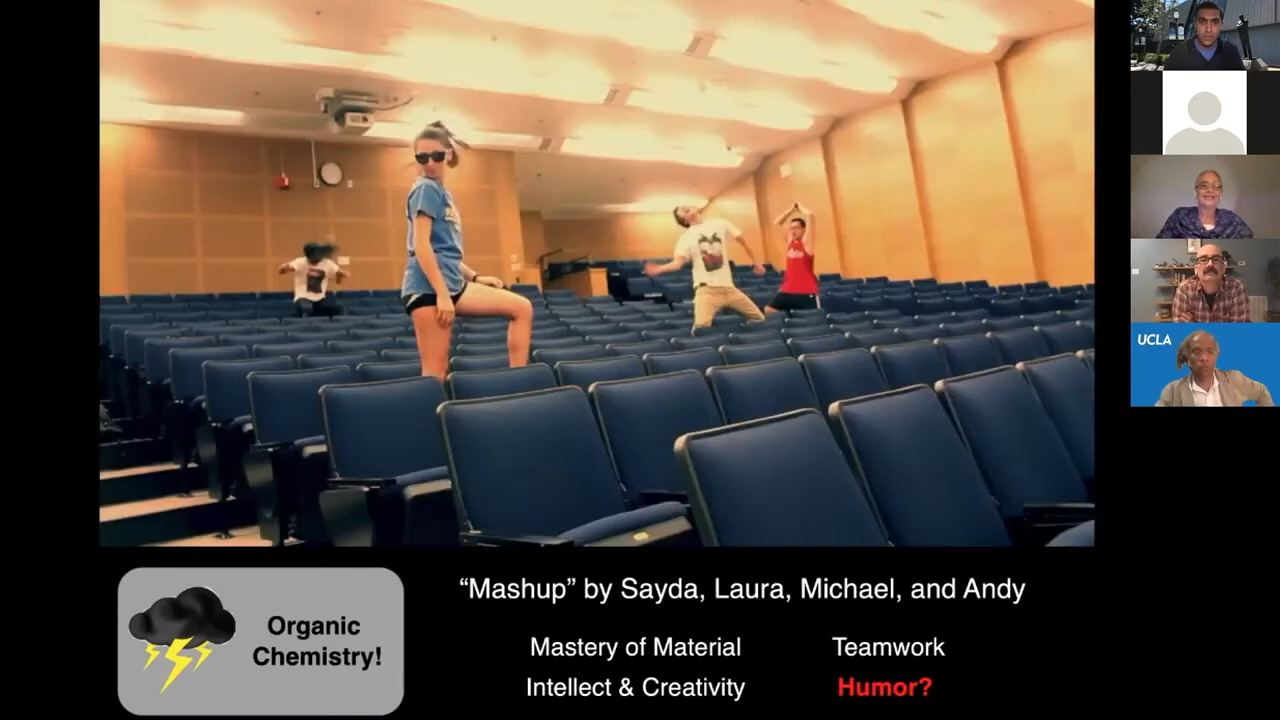 UCLA
"Mashup" by Sayda, Laura, Michael, and Andy
Organic
Chemistry!
Mastery of Material
Teamwork
Intellect & Creativity
Humor?